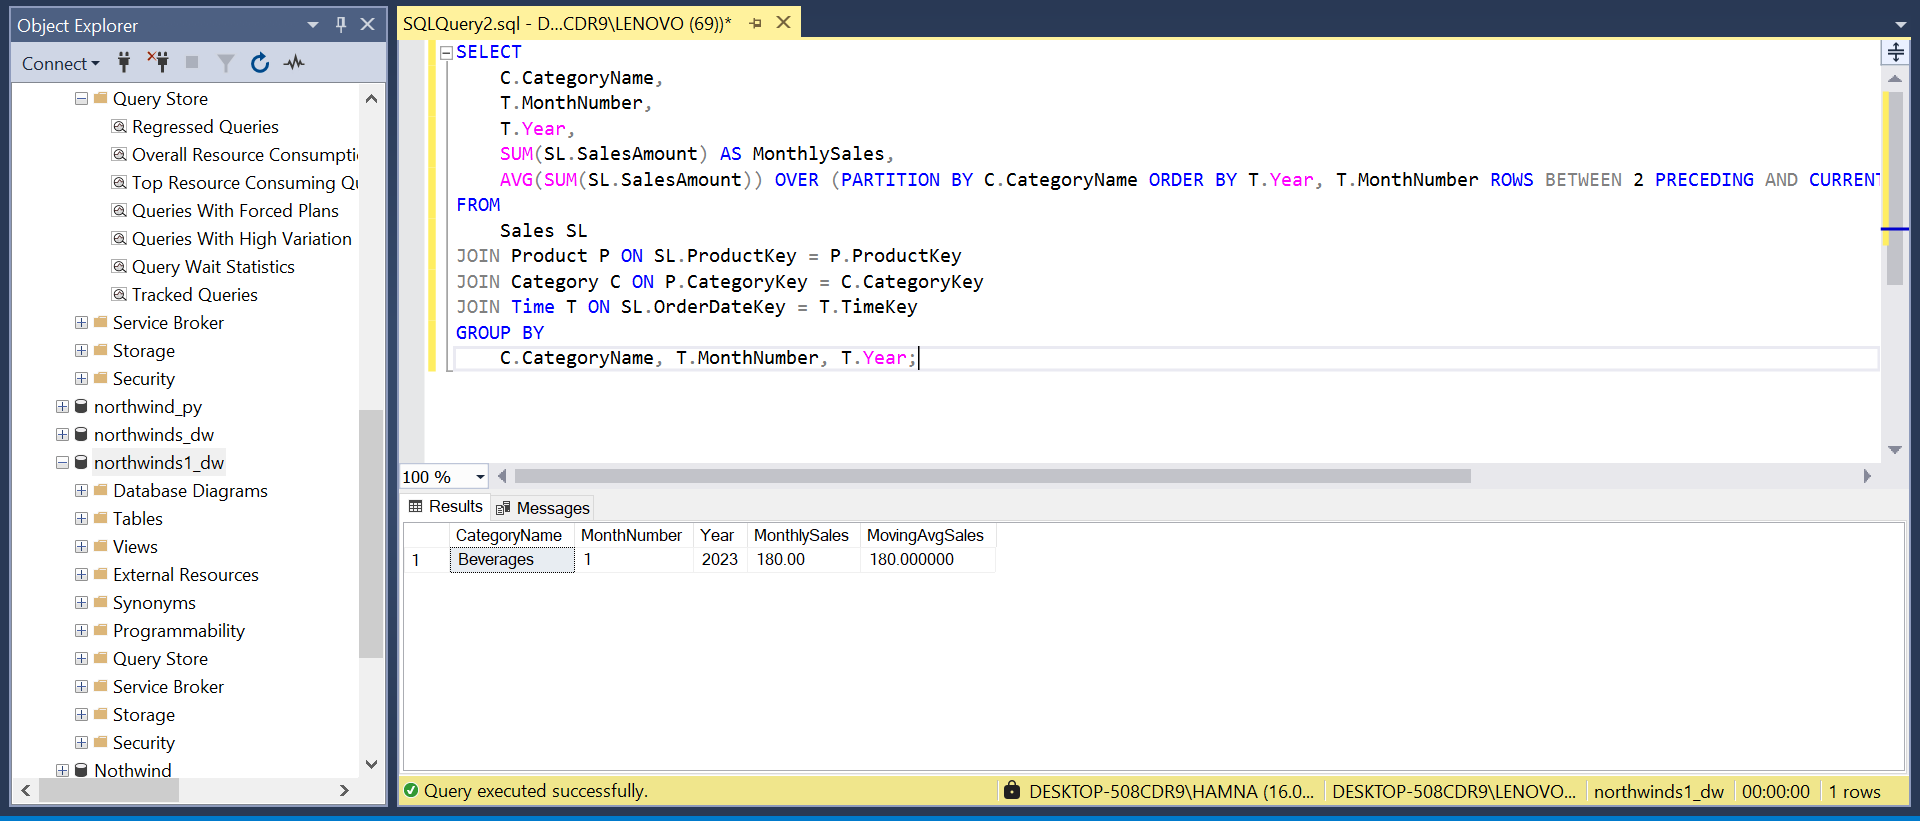 Object Explorer
Connect
Query Store
Regressed Queries
Overall Resource Consumpti
Top Resource Consuming Qu
Queries With Forced Plans
Queries With High Variation
Query Wait Statistics
Tracked Queries
Service Broker
Storage
Security
northwind_py
northwinds_dw
northwinds1_dw
Database Diagrams
Tables
Views
External Resources
Synonyms
Programmability
Query Store
Service Broker
Storage
Security
Nothwind
SQLQuery2.sql - D...CDR9\LENOVO (69))*
SELECT
C.CategoryName,
T.MonthNumber,
T.Year,
SUM(SL.SalesAmount) AS MonthlySales,
AVG(SUM(SL.SalesAmount)) OVER (PARTITION BY C.CategoryName ORDER BY T.Year, T.MonthNumber ROWS BETWEEN 2 PRECEDING AND CURRENT
FROM
Sales SL
JOIN Product P ON SL.ProductKey = P.ProductKey
JOIN Category C ON P.CategoryKey = C.CategoryKey
JOIN Time T ON SL.OrderDateKey = T.TimeKey
GROUP BY
C.CategoryName, T.MonthNumber, T.Year;
100 %
Results Messages
CategoryName MonthNumber Year MonthlySales MovingAvgSales
1 Beverages 1 2023 180.00 180.000000
Query executed successfully. DESKTOP-508CDR9\HAMNA (16.0... DESKTOP-508CDR9\LENOVO... northwinds1_dw 00:00:00 1 rows